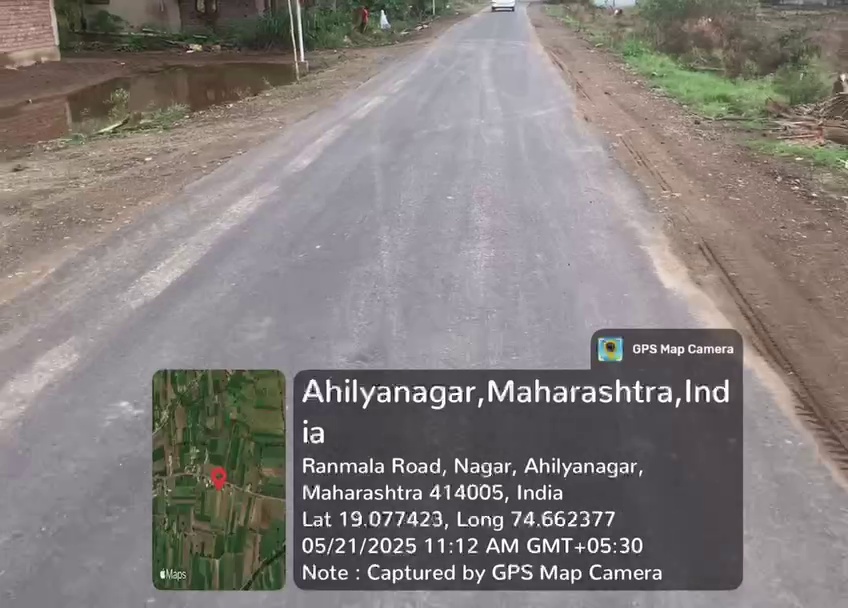 GPS Map Camera
Ahilyanagar,Maharashtra,Ind
ia
Ranmala Road, Nagar, Ahilyanagar,
Maharashtra 414005, India
Lat 19.077423, Long 74.662377
05/21/2025 11:12 AM GMT+05:30
Note : Captured by GPS Map Camera
Maps